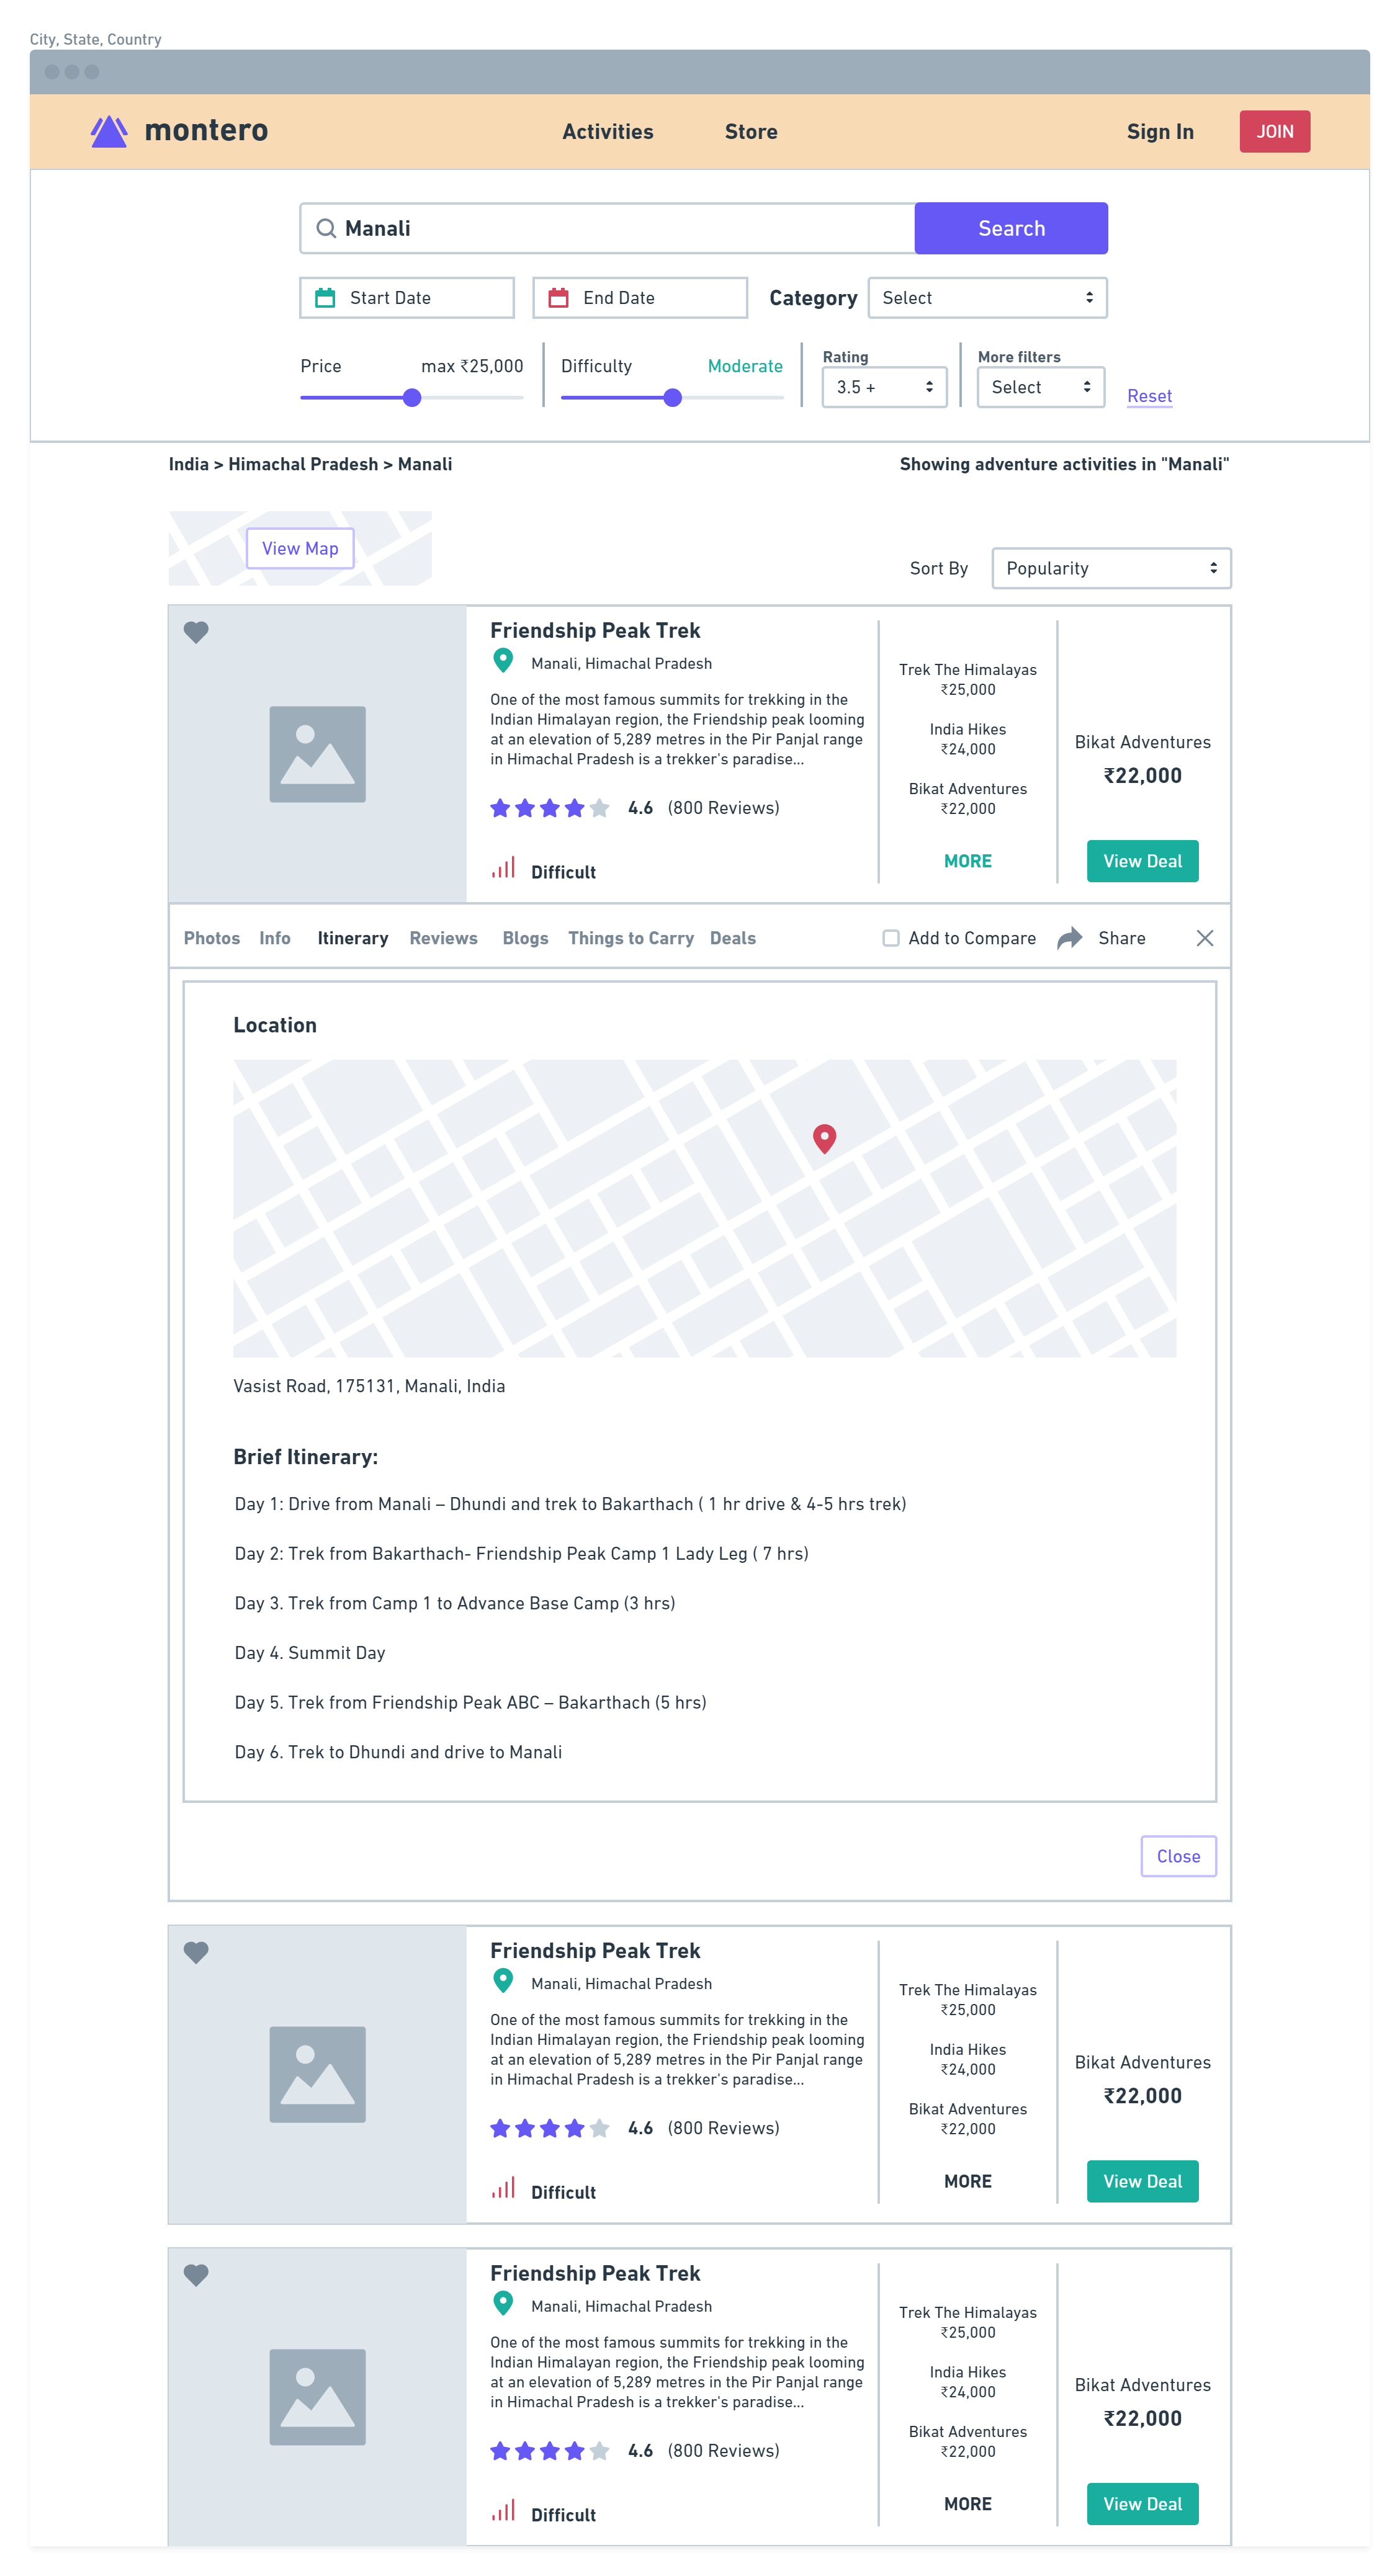 City, State, Country
montero
Activities
Store
Sign In
JOIN
Manali
Search
Start Date
End Date
Category
Select
Price
max ₹25,000
Difficulty
Moderate
Rating
3.5 +
More filters
Select
Reset
India > Himachal Pradesh > Manali
Showing adventure activities in "Manali"
View Map
Sort By
Popularity
Friendship Peak Trek
Manali, Himachal Pradesh
One of the most famous summits for trekking in the
Indian Himalayan region, the Friendship peak looming
at an elevation of 5,289 metres in the Pir Panjal range
in Himachal Pradesh is a trekker's paradise...
4.6 (800 Reviews)
Difficult
Trek The Himalayas
₹25,000
India Hikes
₹24,000
Bikat Adventures
₹22,000
MORE
Bikat Adventures
₹22,000
View Deal
Photos
Info
Itinerary
Reviews
Blogs
Things to Carry
Deals
Add to Compare
Share
Location
Vasist Road, 175131, Manali, India
Brief Itinerary:
Day 1: Drive from Manali – Dhundi and trek to Bakarthach ( 1 hr drive & 4-5 hrs trek)
Day 2: Trek from Bakarthach- Friendship Peak Camp 1 Lady Leg ( 7 hrs)
Day 3. Trek from Camp 1 to Advance Base Camp (3 hrs)
Day 4. Summit Day
Day 5. Trek from Friendship Peak ABC – Bakarthach (5 hrs)
Day 6. Trek to Dhundi and drive to Manali
Close
Friendship Peak Trek
Manali, Himachal Pradesh
One of the most famous summits for trekking in the
Indian Himalayan region, the Friendship peak looming
at an elevation of 5,289 metres in the Pir Panjal range
in Himachal Pradesh is a trekker's paradise...
4.6 (800 Reviews)
Difficult
Trek The Himalayas
₹25,000
India Hikes
₹24,000
Bikat Adventures
₹22,000
MORE
Bikat Adventures
₹22,000
View Deal
Friendship Peak Trek
Manali, Himachal Pradesh
One of the most famous summits for trekking in the
Indian Himalayan region, the Friendship peak looming
at an elevation of 5,289 metres in the Pir Panjal range
in Himachal Pradesh is a trekker's paradise...
4.6 (800 Reviews)
Difficult
Trek The Himalayas
₹25,000
India Hikes
₹24,000
Bikat Adventures
₹22,000
MORE
Bikat Adventures
₹22,000
View Deal